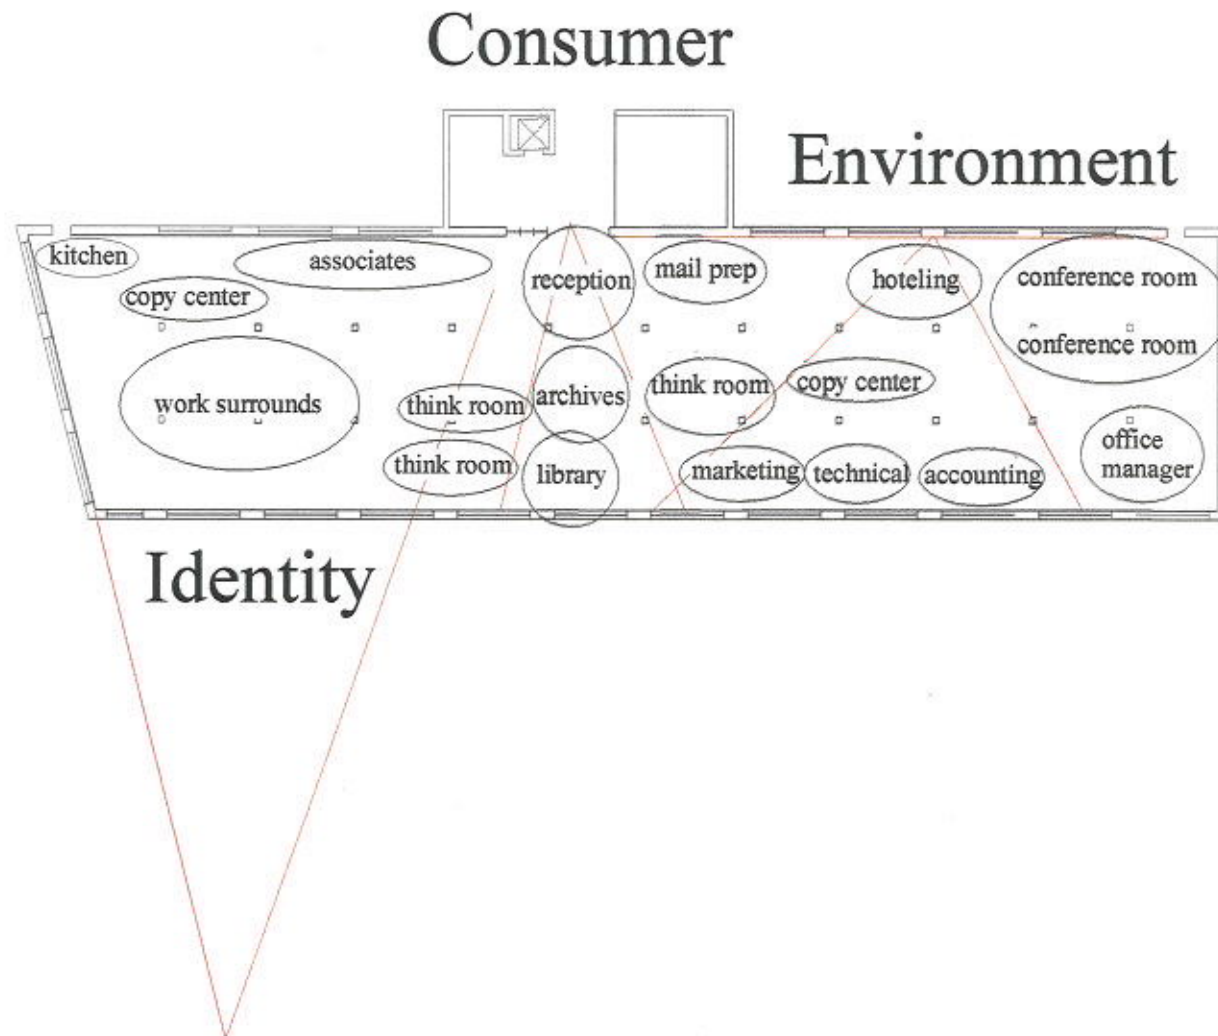 Consumer
Environment
kitchen
associates
reception
mail prep
hoteling
conference room
copy center
conference room
work surrounds
think room
archives
think room
copy center
think room
library
marketing
technical
accounting
office
manager
Identity